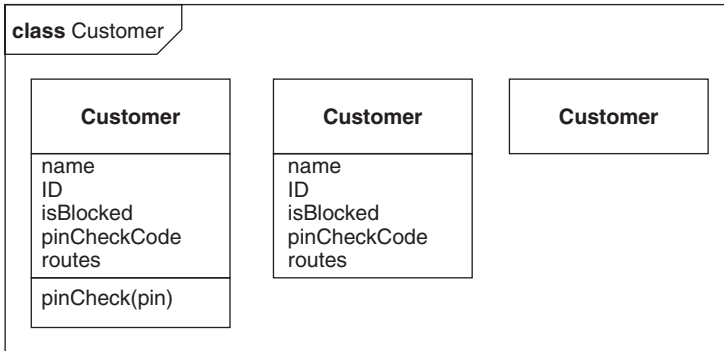 class Customer
Customer
name
ID
isBlocked
pinCheckCode
routes
pinCheck(pin)
Customer
name
ID
isBlocked
pinCheckCode
routes
Customer